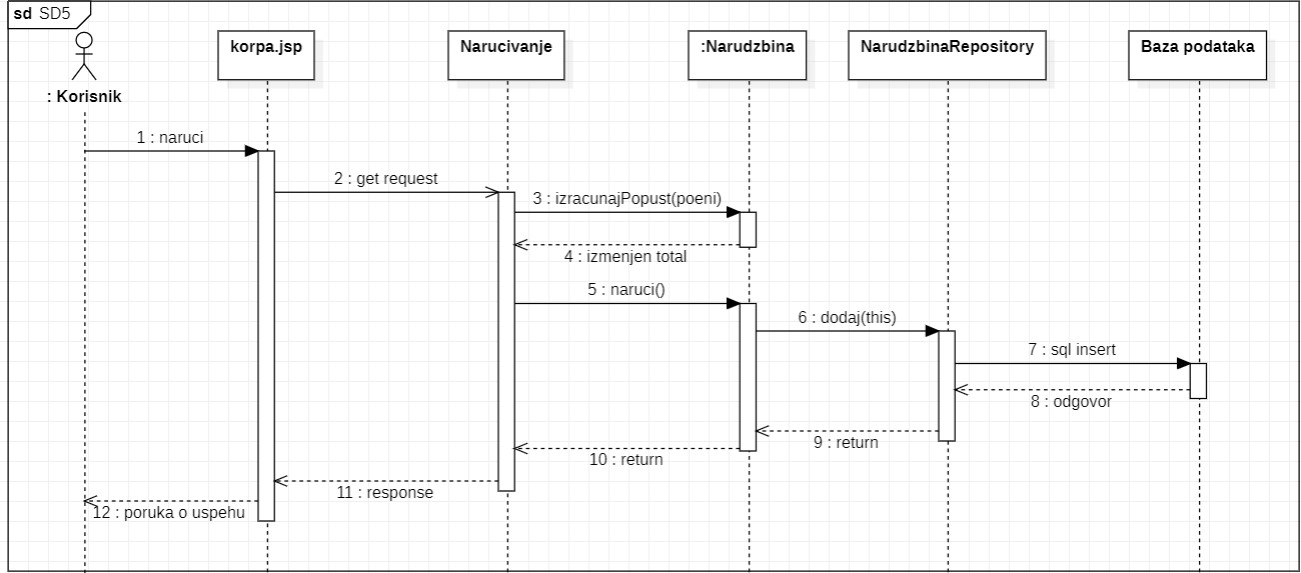 sd SD5
: Korisnik
korpa.jsp
Narucivanje
:Narudzbina
NarudzbinaRepository
Baza podataka
1 : naruci
2 : get request
3 : izracunajPopust(poeni)
4 : izmenjen total
5 : naruci()
6 : dodaj(this)
7 : sql insert
8 : odgovor
9 : return
10 : return
11 : response
12 : poruka o uspehu